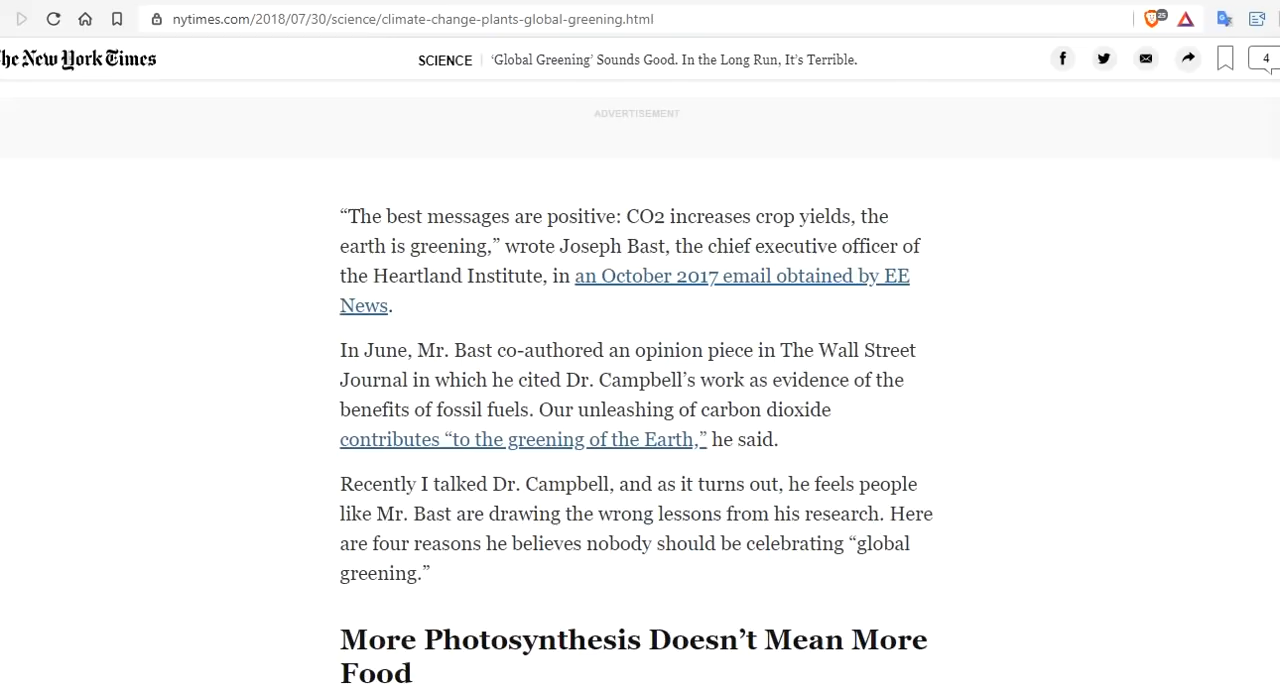 nytimes.com/2018/07/30/science/climate-change-plants-global-greening.html
25
he New York Times
SCIENCE | ‘Global Greening’ Sounds Good. In the Long Run, It’s Terrible.
4
ADVERTISEMENT
“The best messages are positive: CO2 increases crop yields, the
earth is greening,” wrote Joseph Bast, the chief executive officer of
the Heartland Institute, in an October 2017 email obtained by EE
News.
In June, Mr. Bast co-authored an opinion piece in The Wall Street
Journal in which he cited Dr. Campbell’s work as evidence of the
benefits of fossil fuels. Our unleashing of carbon dioxide
contributes “to the greening of the Earth,” he said.
Recently I talked Dr. Campbell, and as it turns out, he feels people
like Mr. Bast are drawing the wrong lessons from his research. Here
are four reasons he believes nobody should be celebrating “global
greening.”
More Photosynthesis Doesn’t Mean More
Food